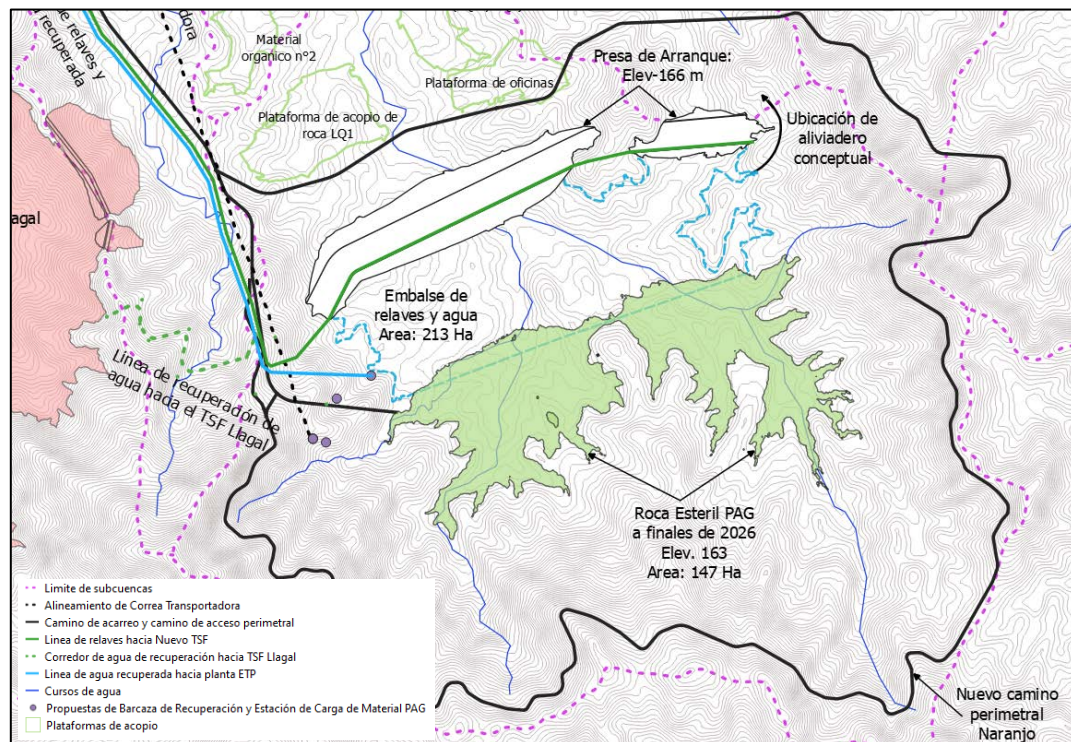 de relaves y
recuperada
dora
Material
organico n°2
Plataforma de acopio de
roca LQ1
Plataforma de oficinas
Presa de Arranque:
Elev-166 m
Ubicación de
aliviadero
conceptual
agal
Embalse de
relaves y agua
Area: 213 Ha
Línea de recuperación de
agua hacia el TSF Llagal
Roca Esteril PAG
a finales de 2026
Elev. 163
Area: 147 Ha
Nuevo camino
perimetral
Naranjo
Limite de subcuencas
Alineamiento de Correa Transportadora
Camino de acarreo y camino de acceso perimetral
Linea de relaves hacia Nuevo TSF
Corredor de agua de recuperación hacia TSF Llagal
Linea de agua recuperada hacia planta ETP
Cursos de agua
Propuestas de Barcaza de Recuperación y Estación de Carga de Material PAG
Plataformas de acopio